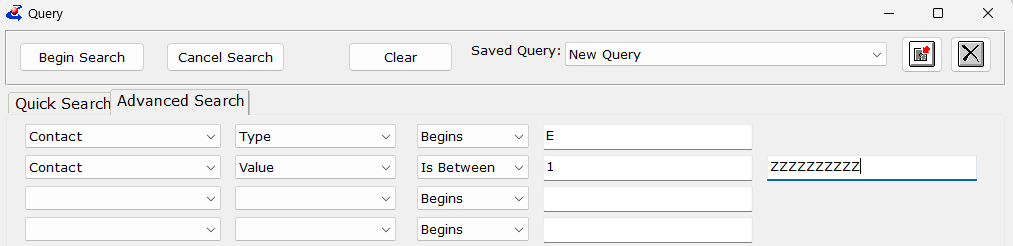 Query
Begin Search Cancel Search Clear Saved Query: New Query
Quick Search Advanced Search
Contact Type Begins E
Contact Value Is Between 1 ZZZZZZZZZZ
Begins
Begins